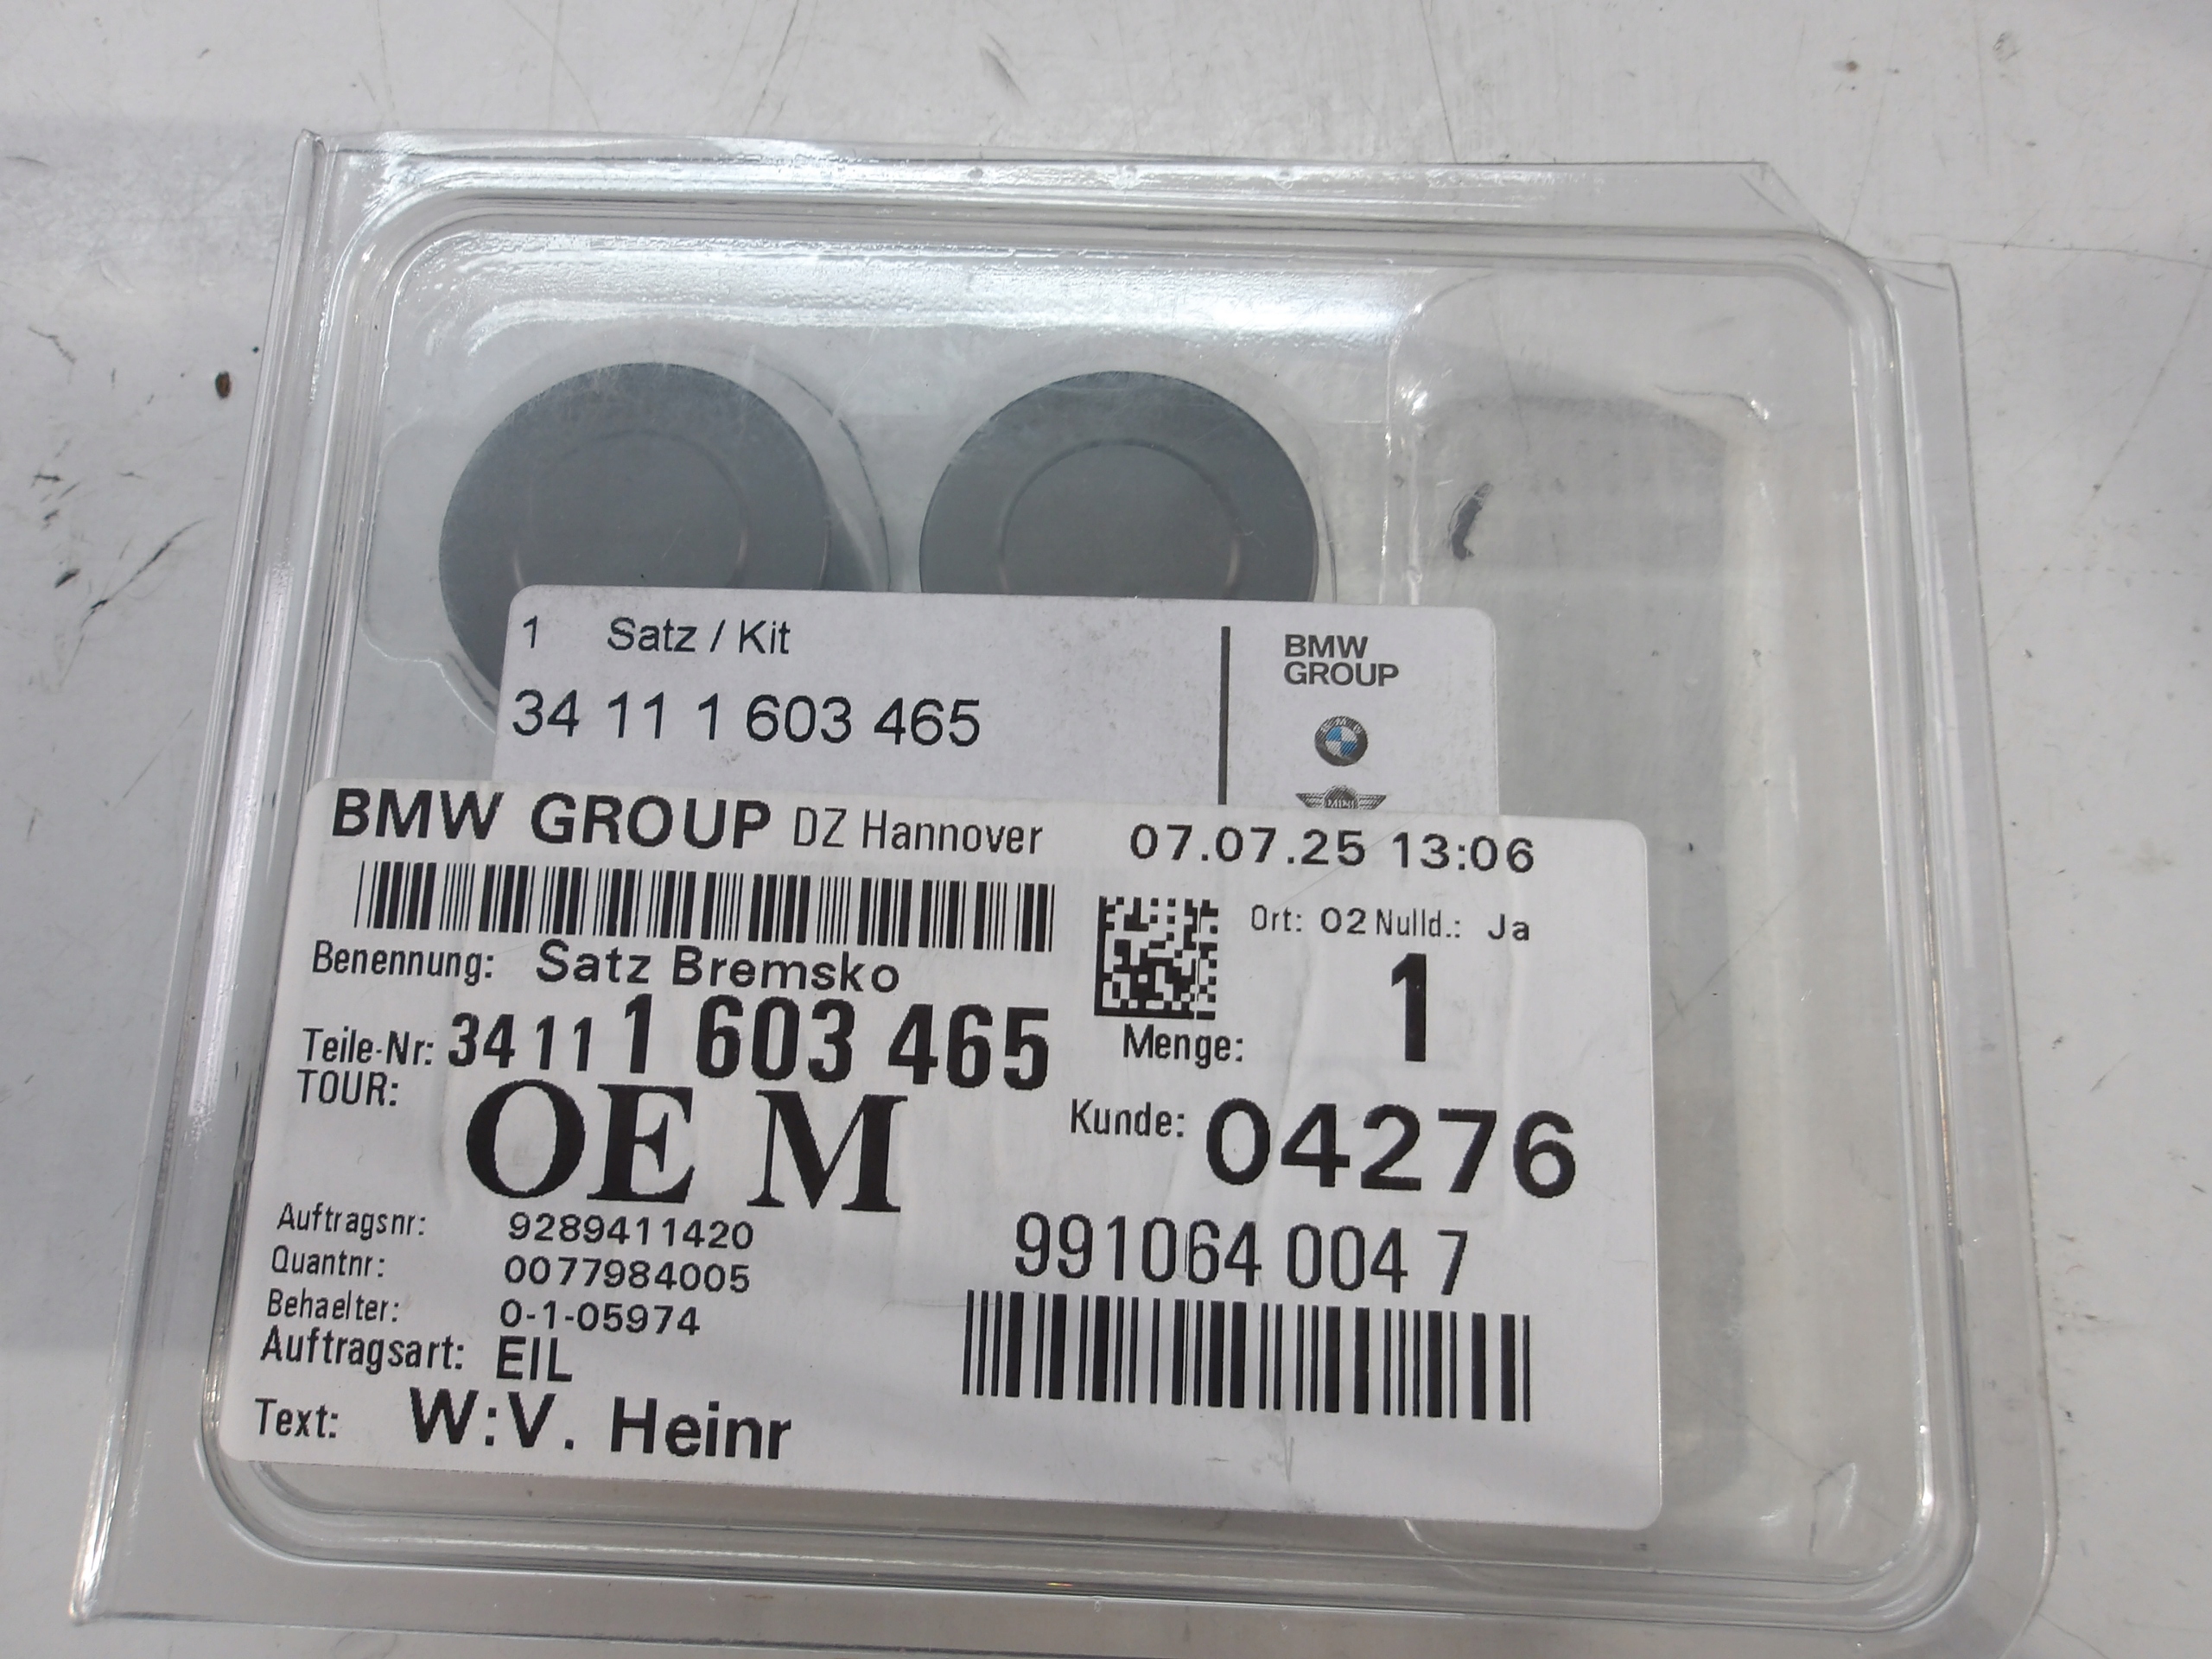 1 Satz / Kit
34 11 1 603 465
BMW
GROUP
MINI
BMW GROUP DZ Hannover 07.07.25 13:06
Ort: 02 Nulld.: Ja
Benennung: Satz Bremsko
Teile-Nr: 34 11 1 603 465
Menge: 1
TOUR: OE M
Kunde: 04276
Auftragsnr: 9289411420
Quantnr: 0077984005
Behaelter: 0-1-05974
Auftragsart: EIL
Text: W:V. Heinr
991064 004 7